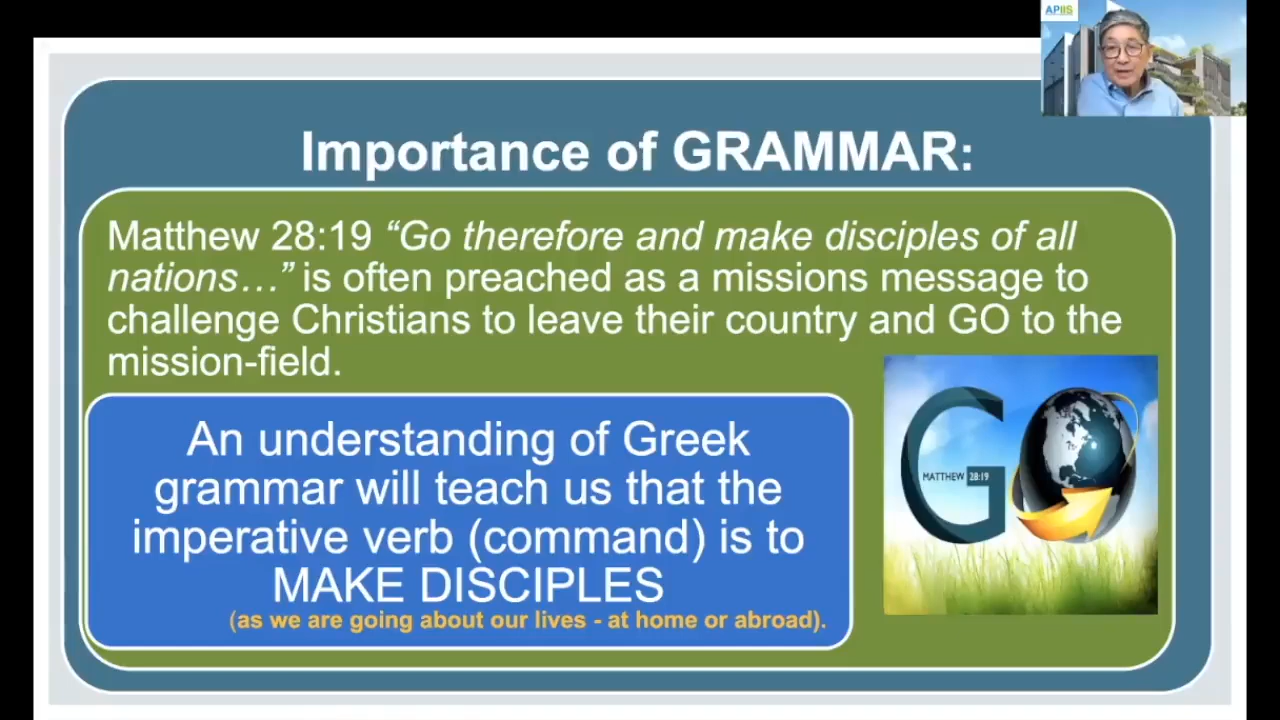 APIIS
Importance of GRAMMAR:
Matthew 28:19 “Go therefore and make disciples of all
nations…” is often preached as a missions message to
challenge Christians to leave their country and GO to the
mission-field.
An understanding of Greek
grammar will teach us that the
imperative verb (command) is to
MAKE DISCIPLES
(as we are going about our lives - at home or abroad).
GO
MATTHEW 28:19